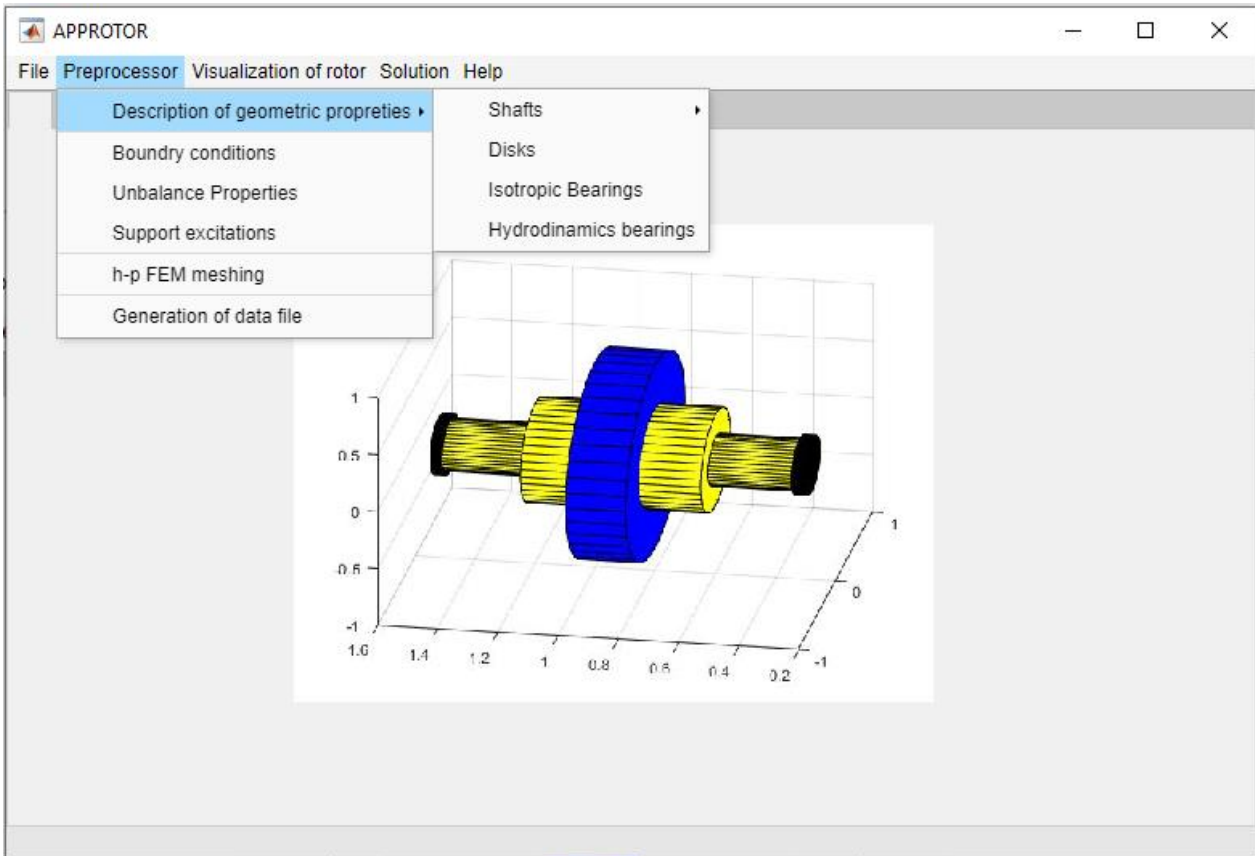 APPROTOR
File Preprocessor Visualization of rotor Solution Help
Description of geometric propreties
Boundry conditions
Unbalance Properties
Support excitations
h-p FEM meshing
Generation of data file
Shafts
Disks
Isotropic Bearings
Hydrodinamics bearings
1
0.5
0
-0.5
-1
1.6
1.4
1.2
1
0.8
0.6
0.4
0.2
-1
0
1